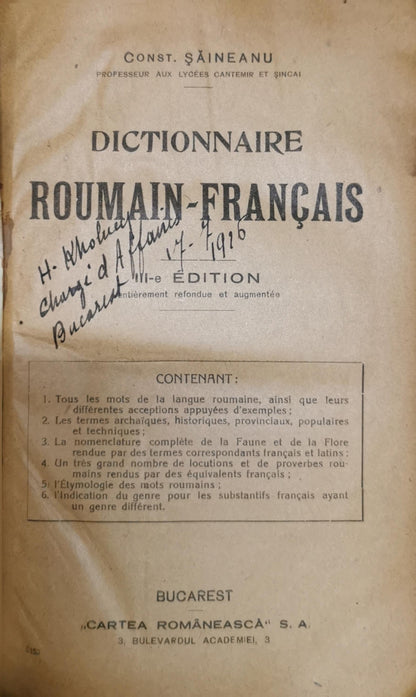 CONST. ȘĂINEANU
PROFESSEUR AUX LYCÉES CANTEMIR ET ȘINCAI
DICTIONNAIRE
ROUMAIN-FRANÇAIS
H.
Chargé d'Affaires
Bucarest
17-7
III-e ÉDITION
entièrement refondue et augmentée
CONTENANT:
1. Tous les mots de la langue roumaine, ainsi que leurs
différentes acceptions appuyées d'exemples;
2. Les termes archaïques, historiques, provinciaux, populaires
et techniques;
3. La nomenclature complète de la Faune et de la Flore
rendue par des termes correspondants français et latins;
4. Un très grand nombre de locutions et de proverbes rou-
mains rendus par des équivalents français;
5. l'Étymologie des mots roumains;
6. l'Indication du genre pour les substantifs français ayant
un genre différent.
BUCAREST
„CARTEA ROMÂNEASCĂ" S. A.
3, BULEVARDUL ACADEMIEI, 3